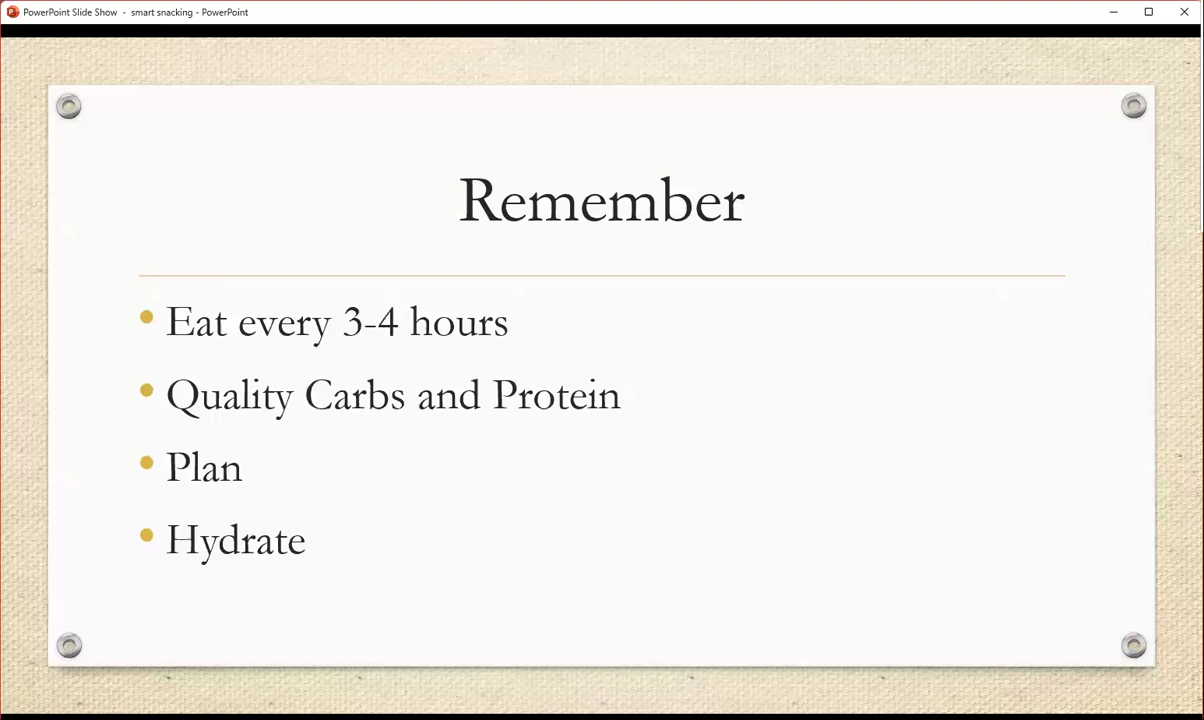 PowerPoint Slide Show - smart snacking - PowerPoint
Remember
• Eat every 3-4 hours
• Quality Carbs and Protein
• Plan
• Hydrate